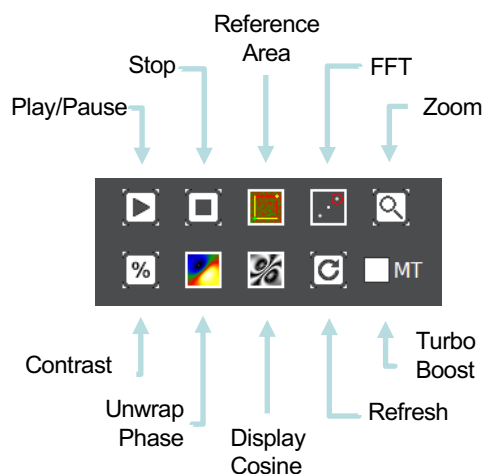 Reference
Area
Stop
FFT
Play/Pause
Zoom
%
MT
Contrast
Turbo
Boost
Unwrap
Phase
Refresh
Display
Cosine